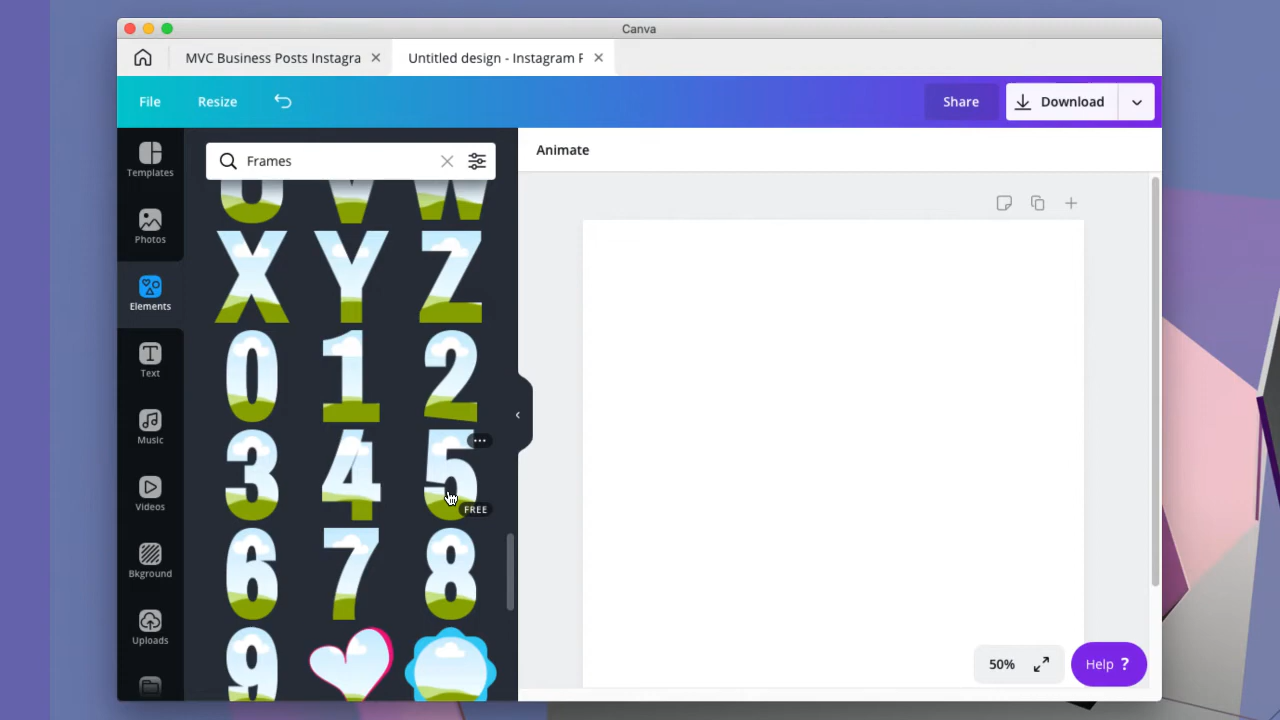 Canva
MVC Business Posts Instagra
Untitled design - Instagram F
File
Resize
Share
Download
Templates
Frames
Animate
Photos
Elements
Text
Music
Videos
Bkground
Uploads
U V W
X Y Z
0 1 2
3 4 5
FREE
6 7 8
9
50%
Help ?